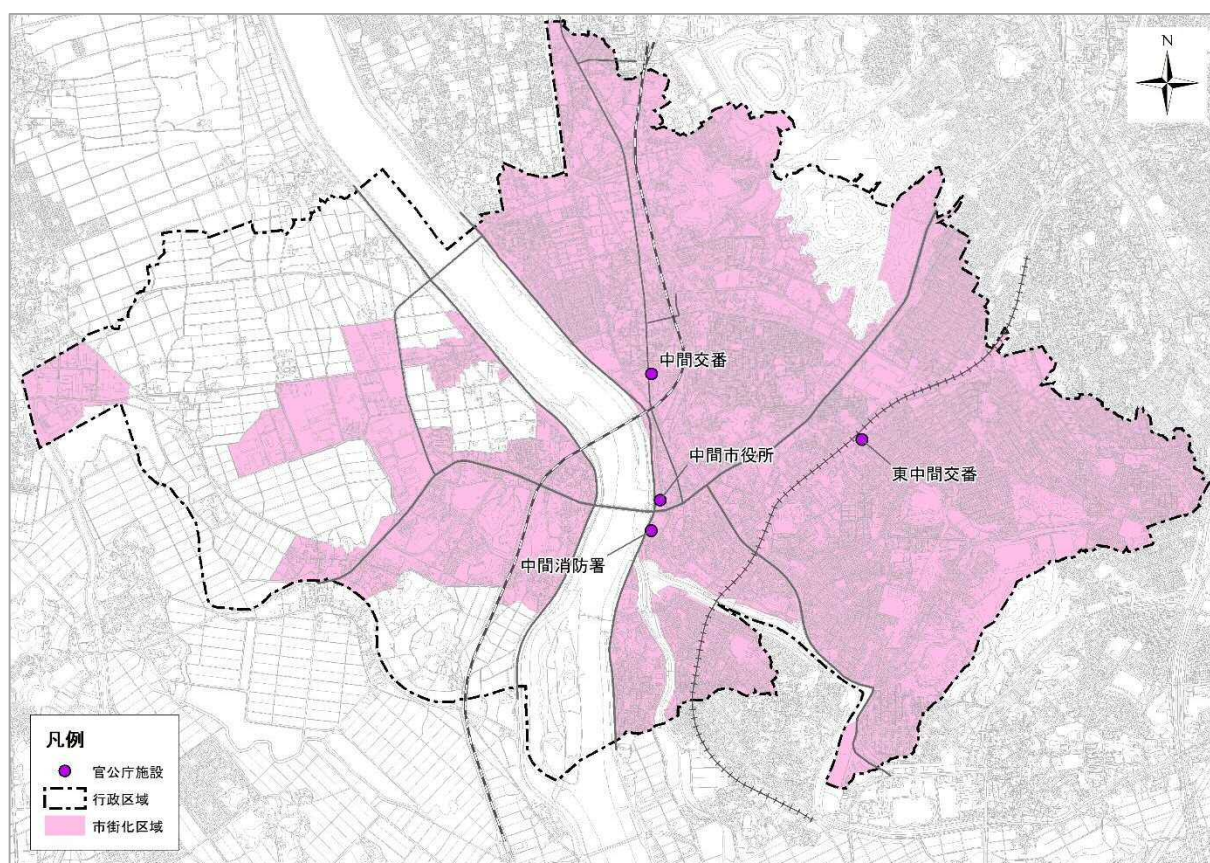 N
中間交番
中間市役所
東中間交番
中間消防署
凡例
官公庁施設
行政区域
市街化区域